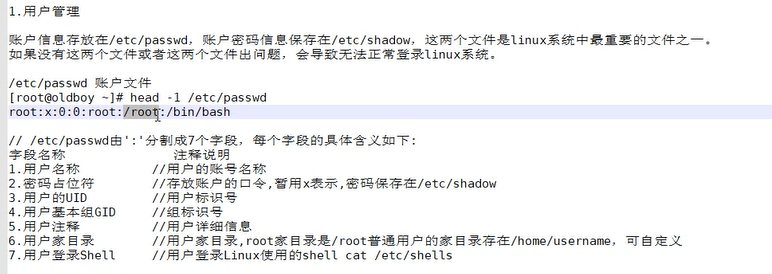 1.用户管理
账户信息存放在/etc/passwd，账户密码信息保存在/etc/shadow，这两个文件是linux系统中最重要的文件之一。
如果没有这两个文件或者这两个文件出问题，会导致无法正常登录linux系统。
/etc/passwd 账户文件
[root@oldboy ~]# head -1 /etc/passwd
root:x:0:0:root:/root:/bin/bash
// /etc/passwd由':'分割成7个字段，每个字段的具体含义如下:
字段名称 注释说明
1.用户名称 //用户的账号名称
2.密码占位符 //存放账户的口令,暂用x表示,密码保存在/etc/shadow
3.用户的UID //用户标识号
4.用户基本组GID //组标识号
5.用户注释 //用户详细信息
6.用户家目录 //用户家目录,root家目录是/root普通用户的家目录存在/home/username，可自定义
7.用户登录Shell //用户登录Linux使用的shell cat /etc/shells